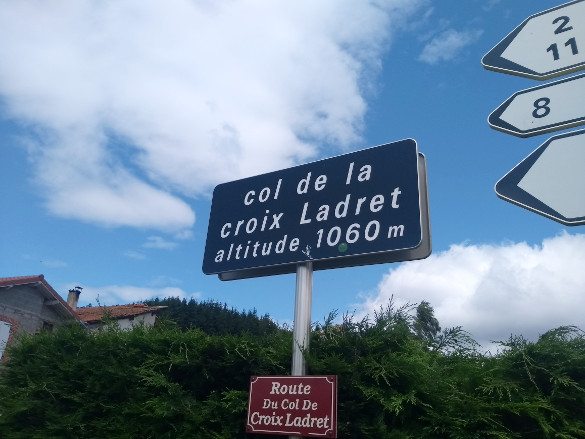 col de la
croix Ladret
altitude 1060 m
2
11
8
Route
Du Col De
Croix Ladret